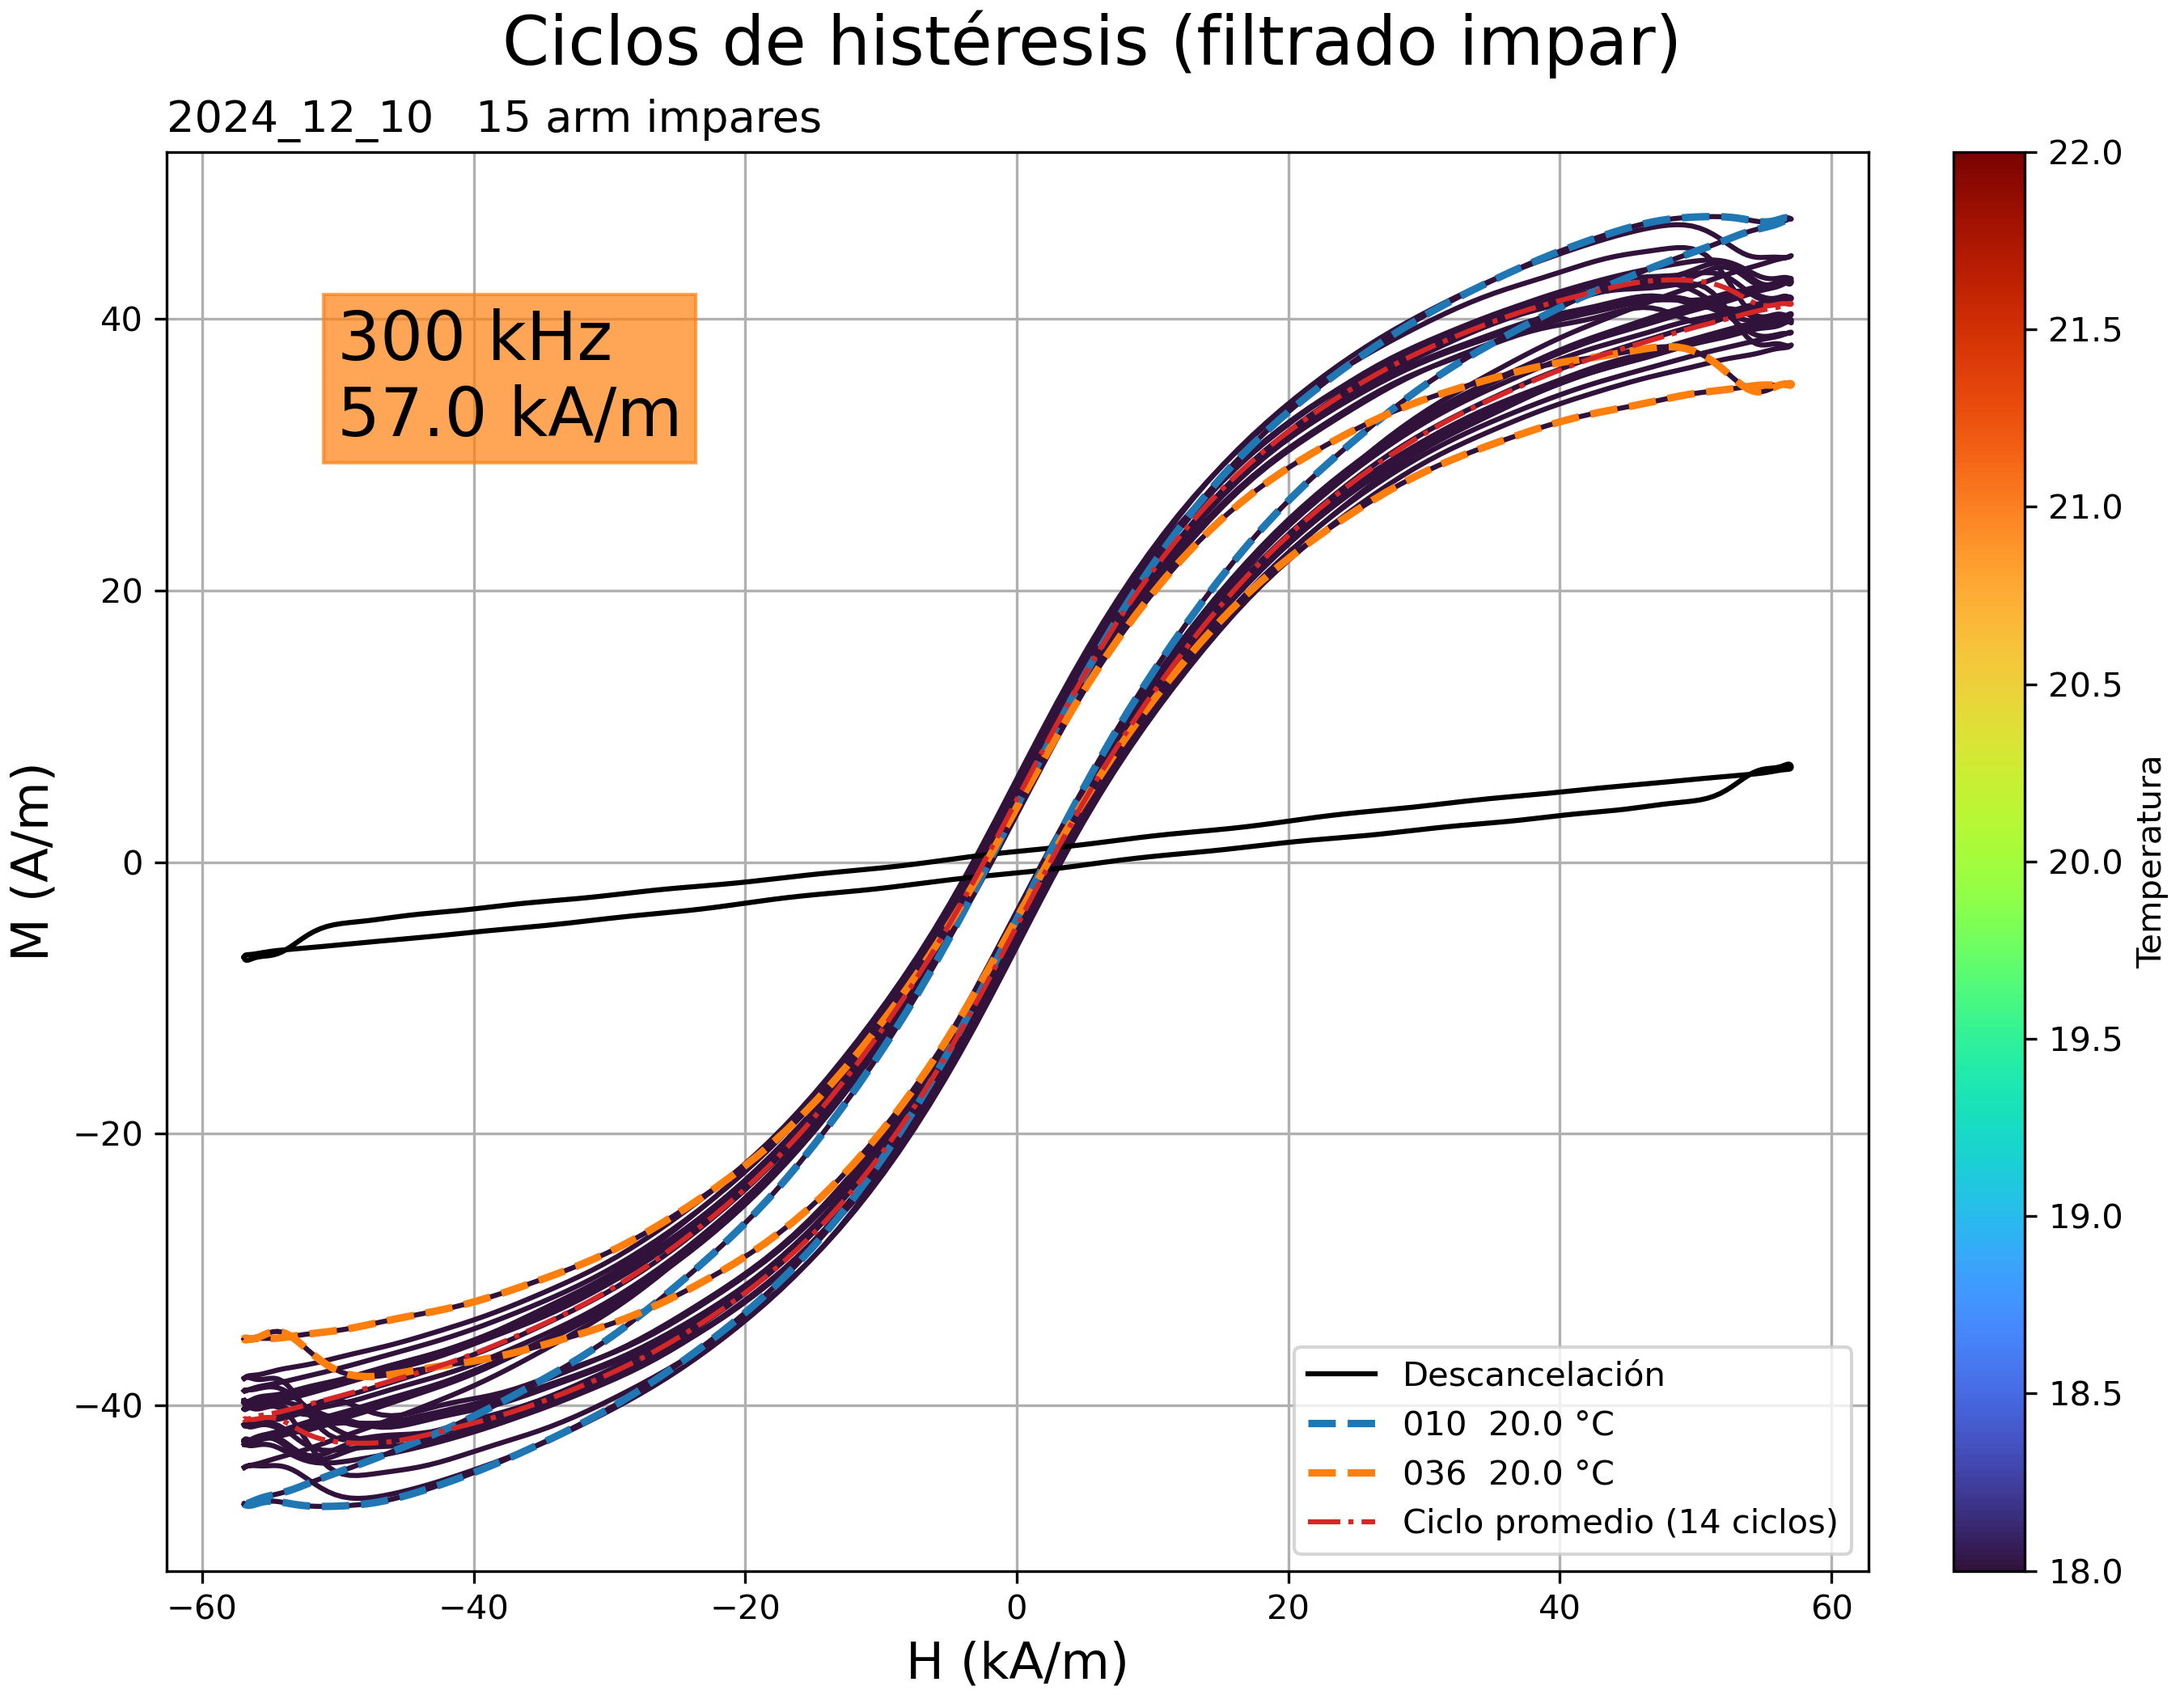 Ciclos de histéresis (filtrado impar)
2024_12_10   15 arm impares
300 kHz
57.0 kA/m
M (A/m)
40
20
0
−20
−40
−60
−40
−20
0
20
40
60
H (kA/m)
Descancelación
010  20.0 °C
036  20.0 °C
Ciclo promedio (14 ciclos)
22.0
21.5
21.0
20.5
20.0
19.5
19.0
18.5
18.0
Temperatura